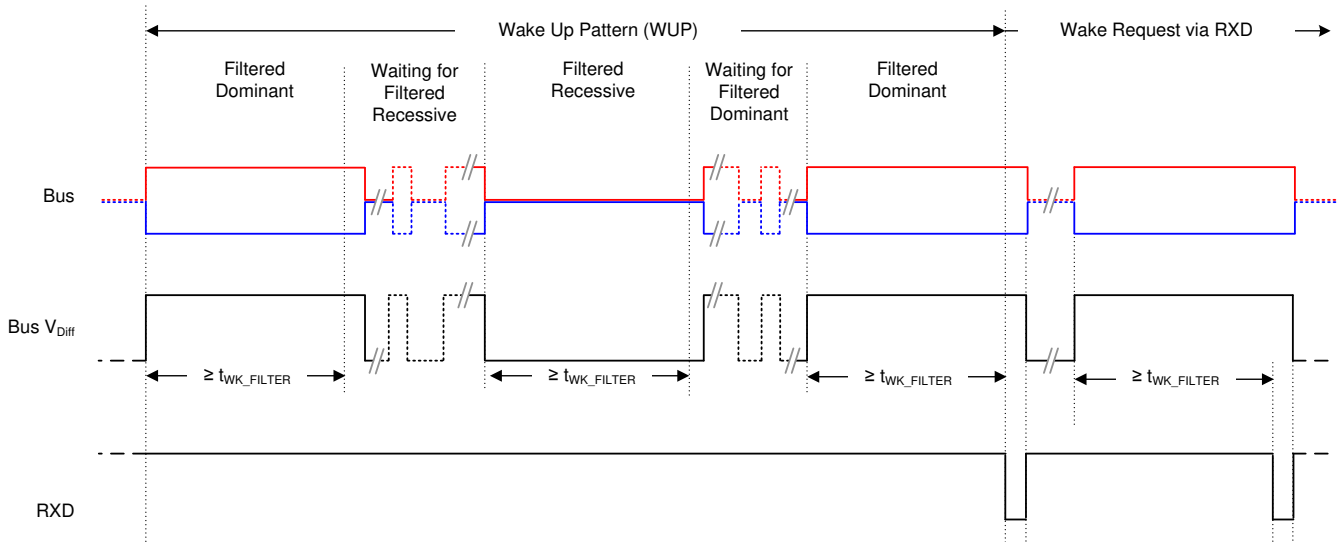 Wake Up Pattern (WUP)
Wake Request via RXD
Filtered
Dominant
Waiting for
Filtered
Recessive
Filtered
Recessive
Waiting for
Filtered
Dominant
Filtered
Dominant
Bus
Bus VDiff
≥ tWK_FILTER
≥ tWK_FILTER
≥ tWK_FILTER
≥ tWK_FILTER
RXD